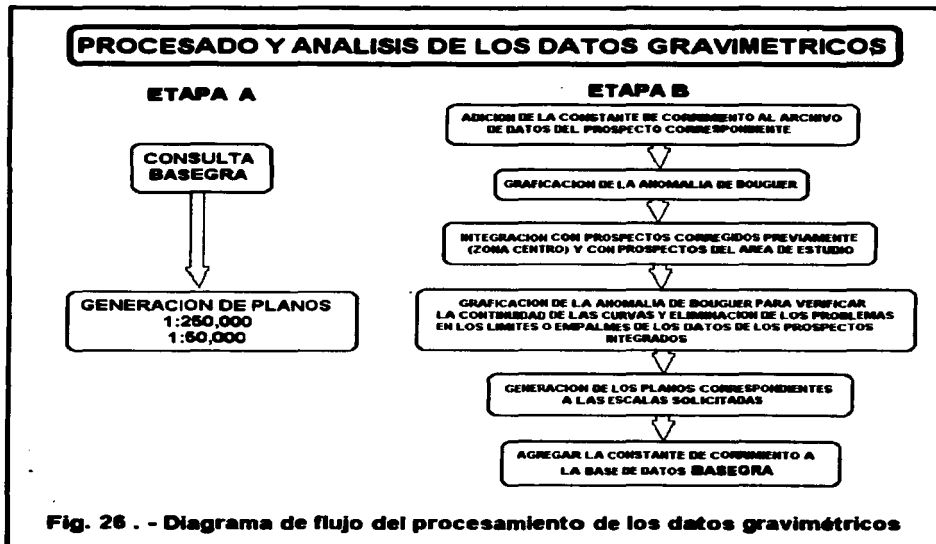 PROCESADO Y ANALISIS DE LOS DATOS GRAVIMETRICOS
ETAPA A
CONSULTA
BASEGRA
GENERACION DE PLANOS
1:250,000
1:50,000
ETAPA B
ADICION DE LA CONSTANTE DE CORRIMIENTO AL ARCHIVO
DE DATOS DEL PROSPECTO CORRESPONDIENTE
GRAFICACION DE LA ANOMALIA DE BOUGUER
INTEGRACION CON PROSPECTOS CORREGIDOS PREVIAMENTE
(ZONA CENTRO) Y CON PROSPECTOS DEL AREA DE ESTUDIO
GRAFICACION DE LA ANOMALIA DE BOUGUER PARA VERIFICAR
LA CONTINUIDAD DE LAS CURVAS Y ELIMINACION DE LOS PROBLEMAS
EN LOS LIMITES O EMPALMES DE LOS DATOS DE LOS PROSPECTOS
INTEGRADOS
GENERACION DE LOS PLANOS CORRESPONDIENTES
A LAS ESCALAS SOLICITADAS
AGREGAR LA CONSTANTE DE CORRIMIENTO A
LA BASE DE DATOS BASEGRA
Fig. 26 . - Diagrama de flujo del procesamiento de los datos gravimétricos